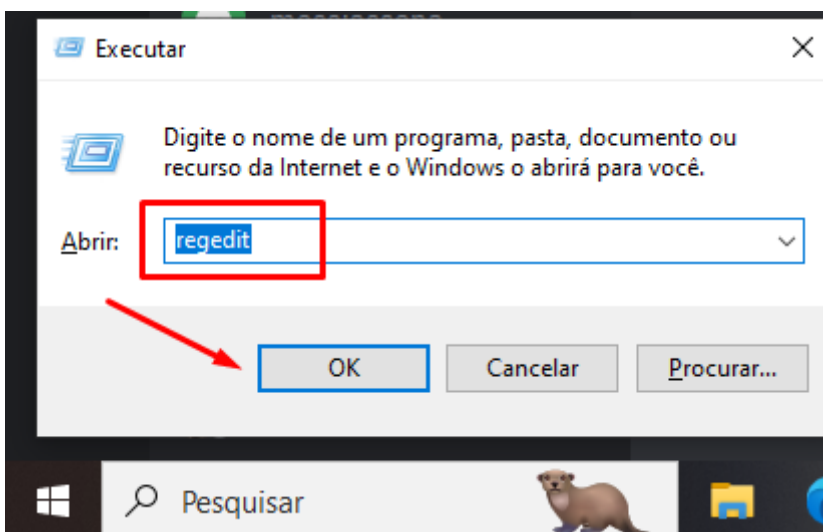 Executar
Digite o nome de um programa, pasta, documento ou
recurso da Internet e o Windows o abrirá para você.
Abrir:
regedit
OK
Cancelar
Procurar...
Pesquisar